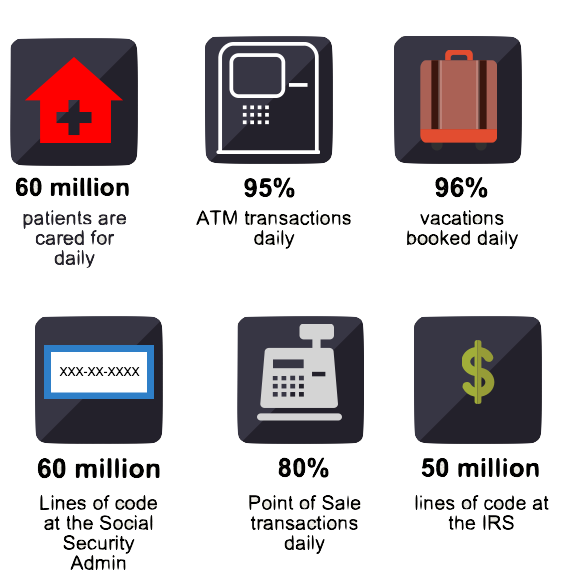 60 million
patients are
cared for
daily
95%
ATM transactions
daily
96%
vacations
booked daily
XXX-XX-XXXX
60 million
Lines of code
at the Social
Security
Admin
80%
Point of Sale
transactions
daily
$
50 million
lines of code at
the IRS